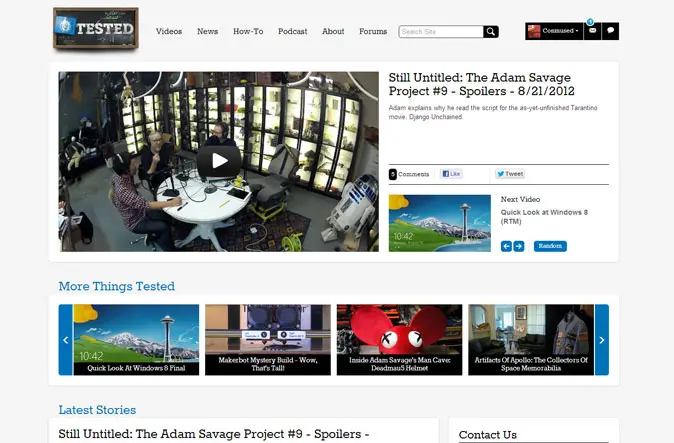 TESTED
Videos
News
How-To
Podcast
About
Forums
Search Site
Conmused
Still Untitled: The Adam Savage
Project #9 - Spoilers - 8/21/2012
Adam explains why he read the script for the as-yet-unfinished Tarantino
movie, Django Unchained.
5 Comments
Like
Tweet
Next Video
Quick Look at Windows 8
(RTM)
10:42
Random
More Things Tested
10:42
Quick Look At Windows 8 Final
Makerbot Mystery Build - Wow,
That's Tall!
Inside Adam Savage's Man Cave:
Deadmau5 Helmet
Artifacts Of Apollo: The Collectors Of
Space Memorabilia
Latest Stories
Still Untitled: The Adam Savage Project #9 - Spoilers -
Contact Us